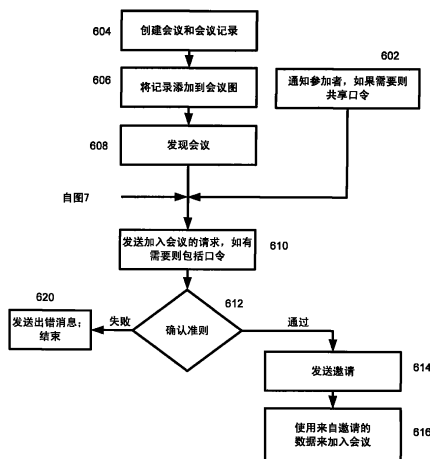 604
创建会议和会议记录
606
将记录添加到会议图
602
通知参加者，如果需要则
共享口令
608
发现会议
自图7
发送加入会议的请求，如有
需要则包括口令
610
620
发送出错消息；
结束
失败
612
确认准则
通过
发送邀请
614
使用来自邀请的
数据来加入会议
616